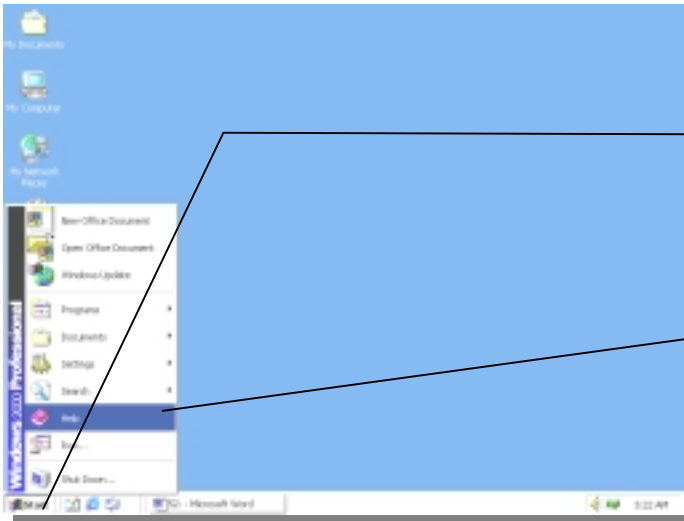 My Documents
My Computer
My Network
Places
New Office Document
Open Office Document
Windows Update
Programs
Documents
Settings
Search
Help
Run...
Shut Down...
Windows 2000 Professional
Start
- Microsoft Word
AM